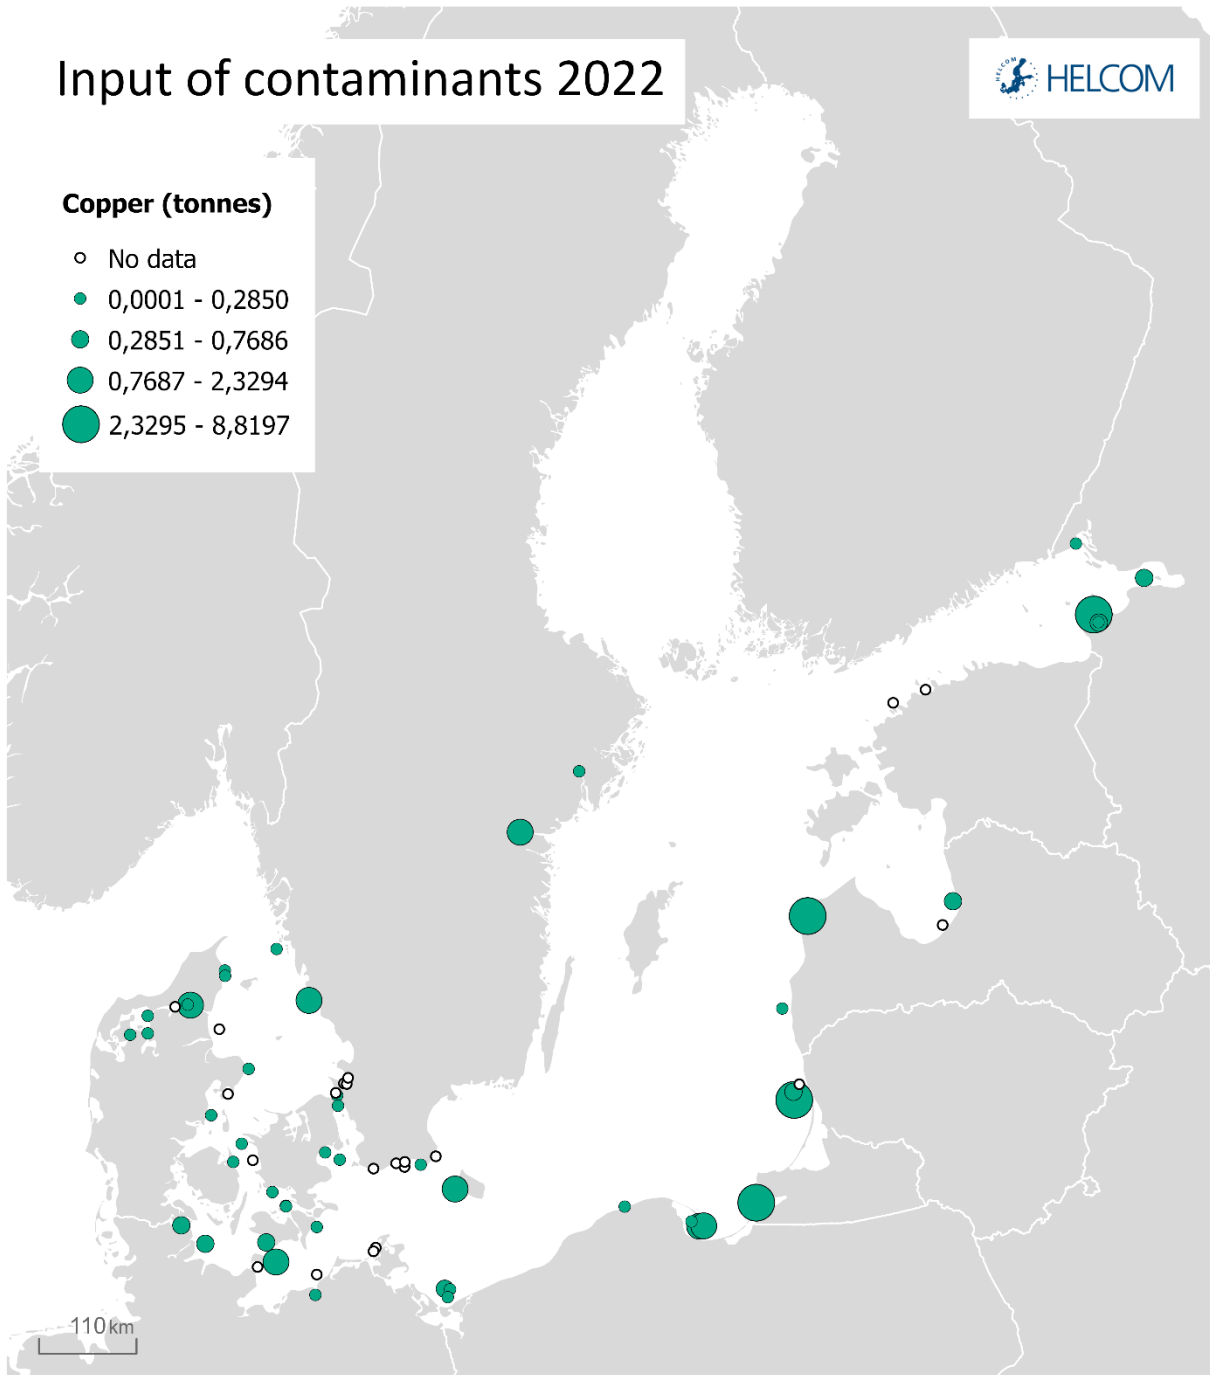 Input of contaminants 2022
HELCOM
HELCOM
Copper (tonnes)
No data
0,0001 - 0,2850
0,2851 - 0,7686
0,7687 - 2,3294
2,3295 - 8,8197
110 km